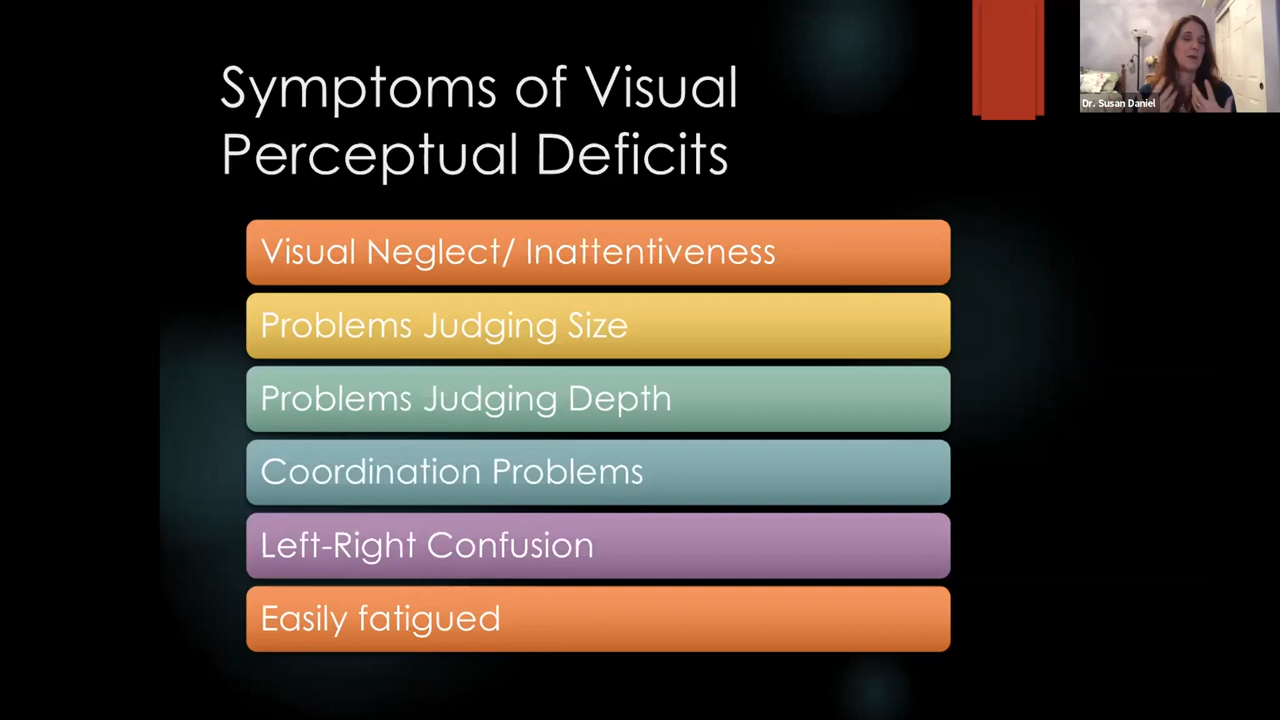 Symptoms of Visual
Perceptual Deficits
Visual Neglect/ Inattentiveness
Problems Judging Size
Problems Judging Depth
Coordination Problems
Left-Right Confusion
Easily fatigued
Dr. Susan Daniel